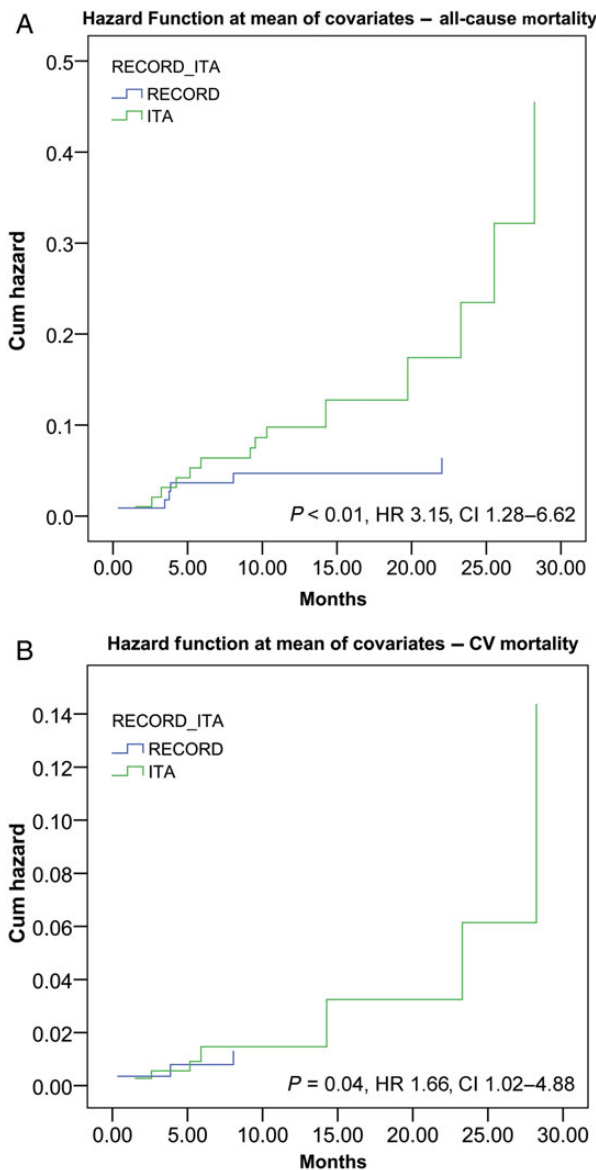 A
Hazard Function at mean of covariates – all-cause mortality
0.5
RECORD_ITA
RECORD
ITA
0.4
0.3
0.2
0.1
0.0
Cum hazard
P < 0.01, HR 3.15, CI 1.28–6.62
0.00 5.00 10.00 15.00 20.00 25.00 30.00
Months
B
Hazard function at mean of covariates – CV mortality
0.14
RECORD_ITA
RECORD
ITA
0.12
0.10
0.08
0.06
0.04
0.02
0.00
Cum hazard
P = 0.04, HR 1.66, CI 1.02–4.88
0.00 5.00 10.00 15.00 20.00 25.00 30.00
Months